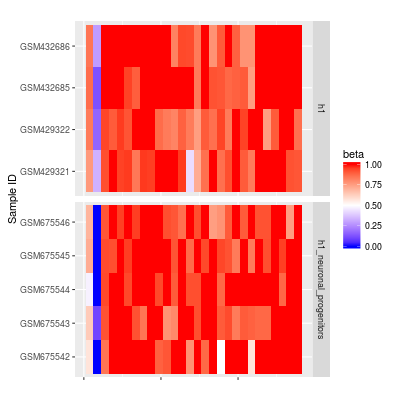 GSM432686
GSM432685
GSM429322
GSM429321
h1
GSM675546
GSM675545
GSM675544
GSM675543
GSM675542
h1_neuronal_progenitors
Sample ID
beta
1.00
0.75
0.50
0.25
0.00